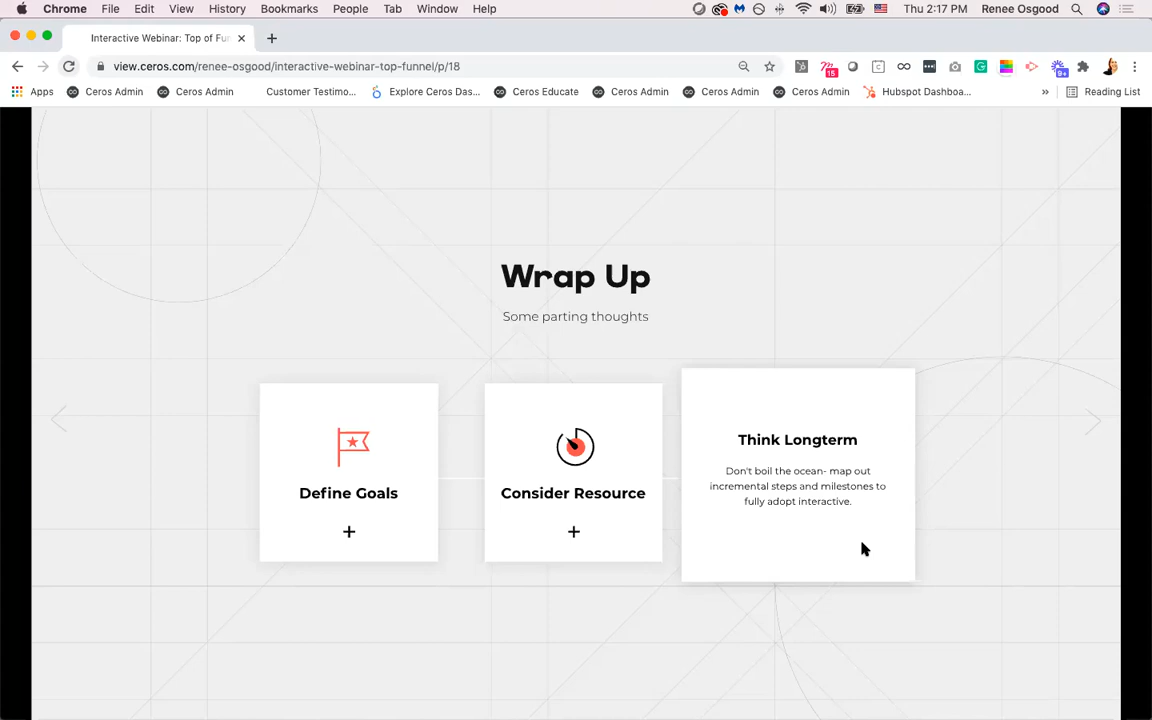 Chrome File Edit View History Bookmarks People Tab Window Help Thu 2:17 PM Renee Osgood
Interactive Webinar: Top of Fun
view.ceros.com/renee-osgood/interactive-webinar-top-funnel/p/18
15
9+
Apps Ceros Admin Ceros Admin Customer Testimo... Explore Ceros Das... Ceros Educate Ceros Admin Ceros Admin Ceros Admin Hubspot Dashboa... » Reading List
Wrap Up
Some parting thoughts
Define Goals
+
Consider Resource
+
Think Longterm
Don't boil the ocean- map out
incremental steps and milestones to
fully adopt interactive.